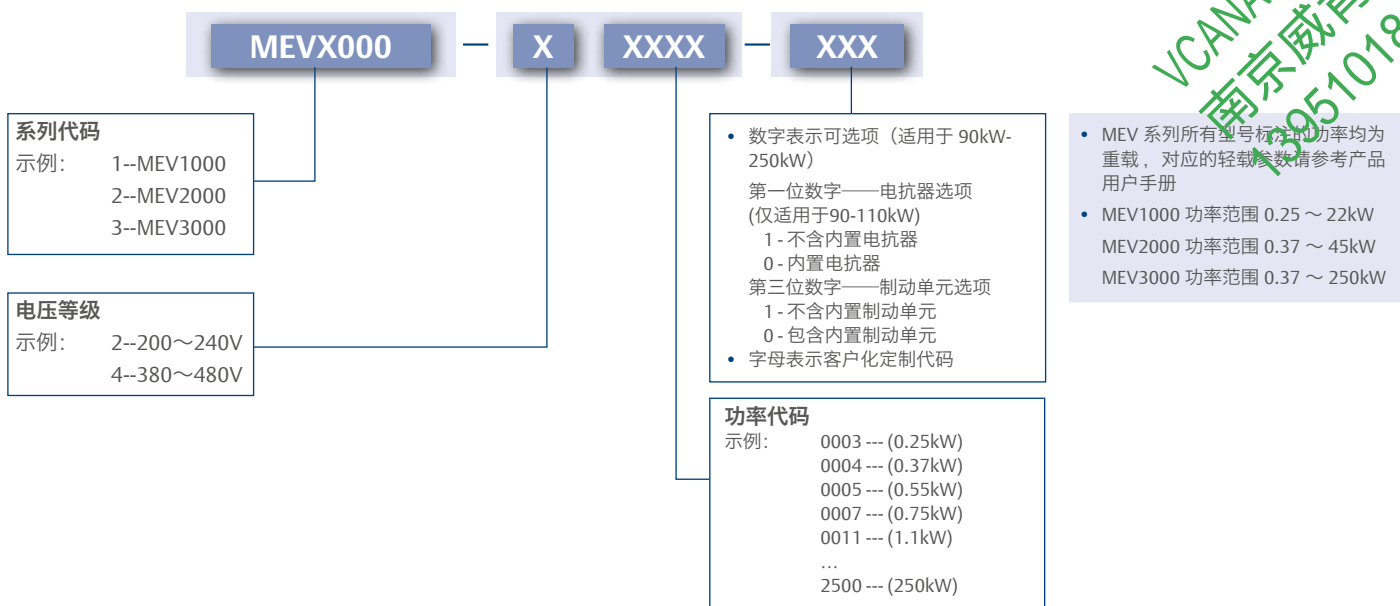 MEVX000 — X XXXX — XXX
系列代码
示例： 1--MEV1000
2--MEV2000
3--MEV3000
电压等级
示例： 2--200～240V
4--380～480V
• 数字表示可选项（适用于 90kW-
250kW）
第一位数字——电抗器选项
(仅适用于90-110kW)
1 - 不含内置电抗器
0 - 内置电抗器
第三位数字——制动单元选项
1 - 不含内置制动单元
0 - 包含内置制动单元
• 字母表示客户化定制代码
功率代码
示例： 0003 --- (0.25kW)
0004 --- (0.37kW)
0005 --- (0.55kW)
0007 --- (0.75kW)
0011 --- (1.1kW)
…
2500 --- (250kW)
• MEV 系列所有型号标注的功率均为
重载，对应的轻载参数请参考产品
用户手册
• MEV1000 功率范围 0.25 ～ 22kW
MEV2000 功率范围 0.37 ～ 45kW
MEV3000 功率范围 0.37 ～ 250kW
VCANA
南京威
13951018